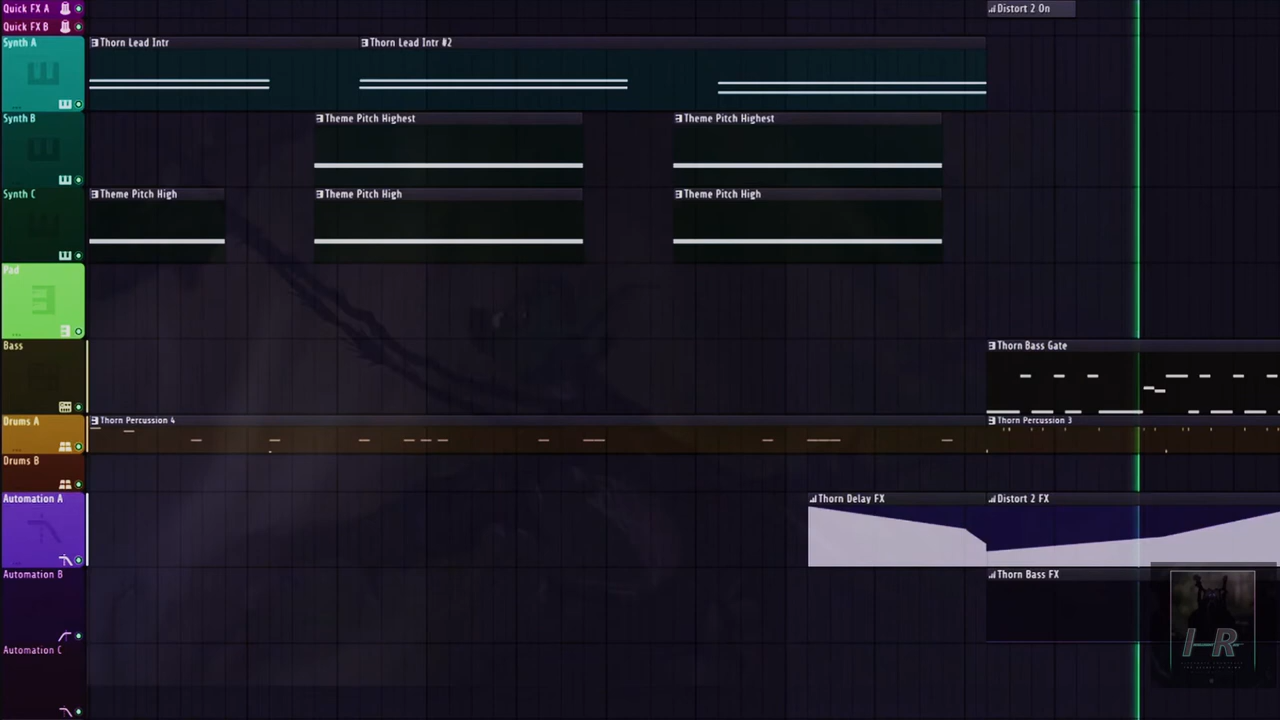 Quick FX A
Distort 2 On
Quick FX B
Synth A
Thorn Lead Intr
Thorn Lead Intr #2
Synth B
Theme Pitch Highest
Theme Pitch Highest
Synth C
Theme Pitch High
Theme Pitch High
Theme Pitch High
Pad
Bass
Thorn Bass Gate
Drums A
Thorn Percussion 4
Thorn Percussion 3
Drums B
Automation A
Thorn Delay FX
Distort 2 FX
Automation B
Thorn Bass FX
Automation C